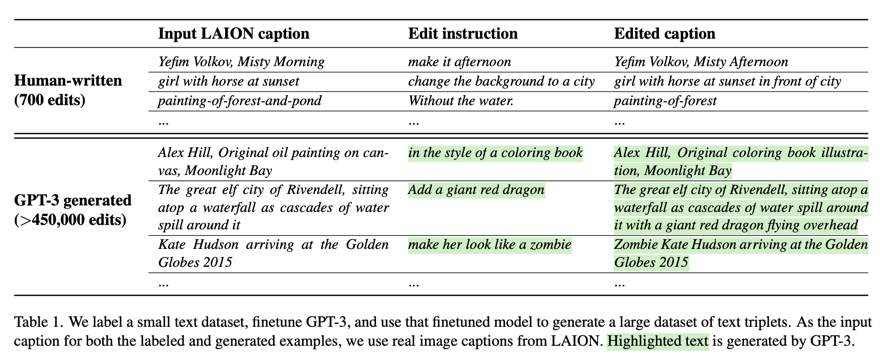 Input LAION caption Edit instruction Edited caption
Human-written
(700 edits)
Yefim Volkov, Misty Morning make it afternoon Yefim Volkov, Misty Afternoon
girl with horse at sunset change the background to a city girl with horse at sunset in front of city
painting-of-forest-and-pond Without the water. painting-of-forest
... ... ...
GPT-3 generated
(>450,000 edits)
Alex Hill, Original oil painting on can-
vas, Moonlight Bay
in the style of a coloring book
Alex Hill, Original coloring book illustra-
tion, Moonlight Bay
The great elf city of Rivendell, sitting
atop a waterfall as cascades of water
spill around it
Add a giant red dragon
The great elf city of Rivendell, sitting atop a
waterfall as cascades of water spill around
it with a giant red dragon flying overhead
Kate Hudson arriving at the Golden
Globes 2015
make her look like a zombie
Zombie Kate Hudson arriving at the Golden
Globes 2015
... ... ...
Table 1. We label a small text dataset, finetune GPT-3, and use that finetuned model to generate a large dataset of text triplets. As the input
caption for both the labeled and generated examples, we use real image captions from LAION. Highlighted text is generated by GPT-3.